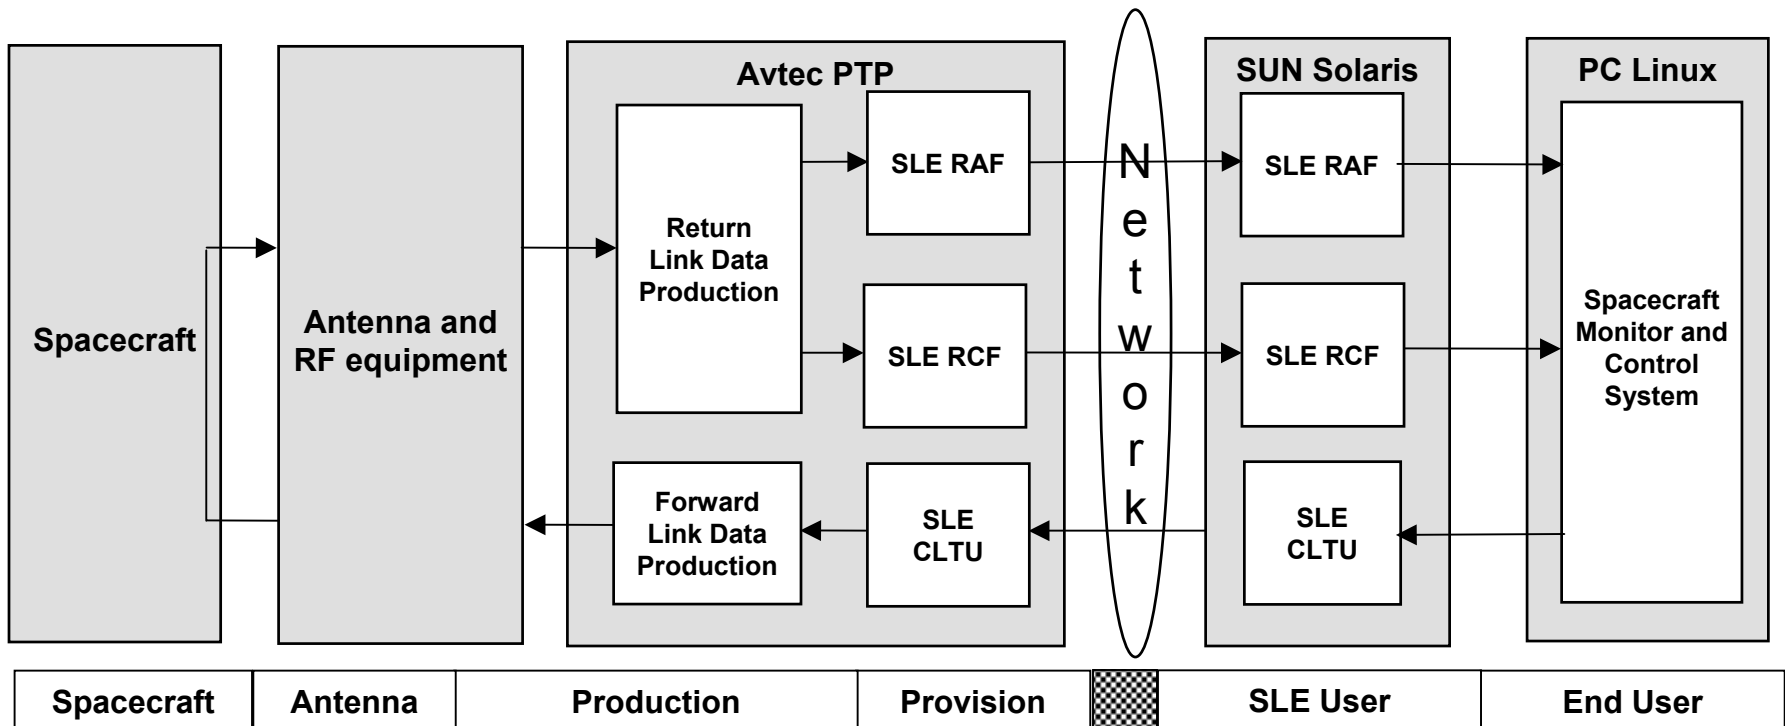 Avtec PTP
SUN Solaris
PC Linux
Spacecraft
Antenna and
RF equipment
Return
Link Data
Production
SLE RAF
SLE RCF
Forward
Link Data
Production
SLE
CLTU
Network
SLE RAF
SLE RCF
SLE
CLTU
Spacecraft
Monitor and
Control
System
Spacecraft
Antenna
Production
Provision
SLE User
End User